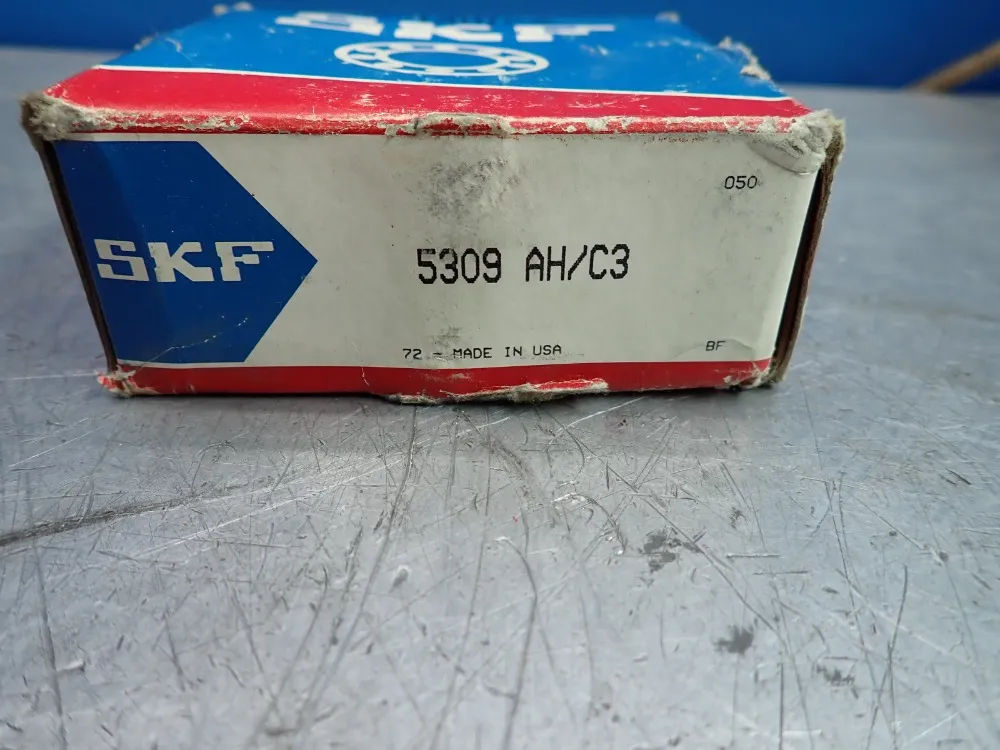 SKF
050
SKF
5309 AH/C3
72 - MADE IN USA
BF